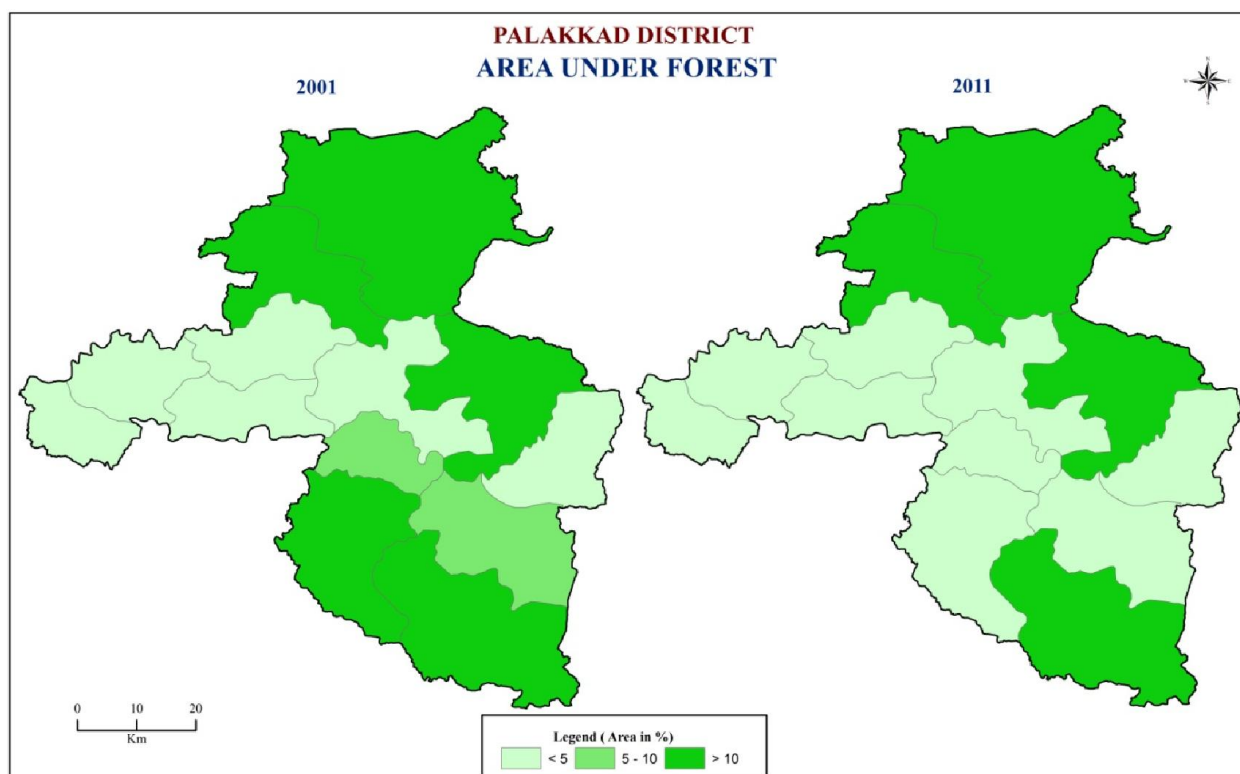 PALAKKAD DISTRICT
AREA UNDER FOREST
2001
2011
N
W
E
S
0 10 20
Km
Legend ( Area in %)
< 5 5 - 10 > 10